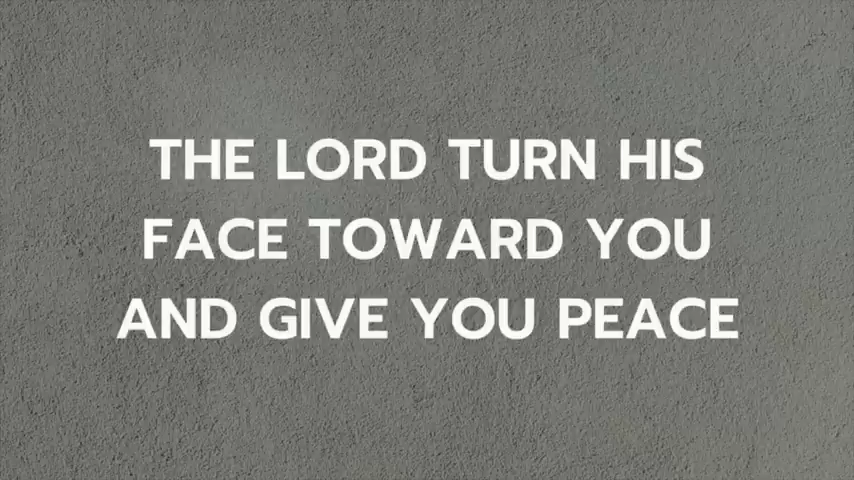 THE LORD TURN HIS
FACE TOWARD YOU
AND GIVE YOU PEACE